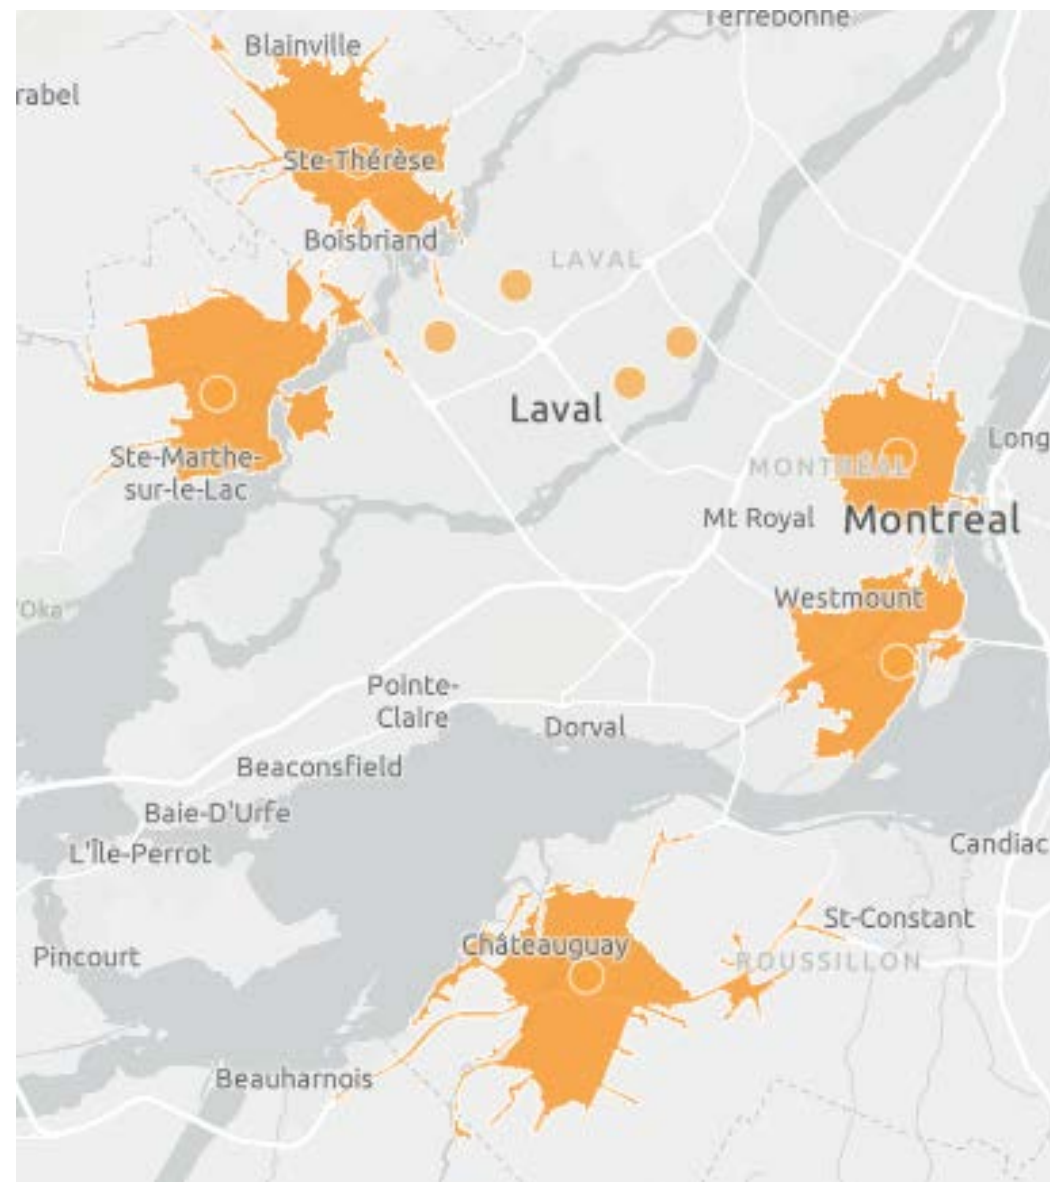 Terrebonne
Blainville
rabel
Ste-Thérèse
Boisbriand
LAVAL
Laval
Ste-Marthe-
sur-le-Lac
Long
MONTRÉAL
Mt Royal
Montreal
Westmount
'Oka
Pointe-
Claire
Dorval
Beaconsfield
Baie-D'Urfe
L'Île-Perrot
Candiac
St-Constant
Châteauguay
Pincourt
ROUSSILLON
Beauharnois